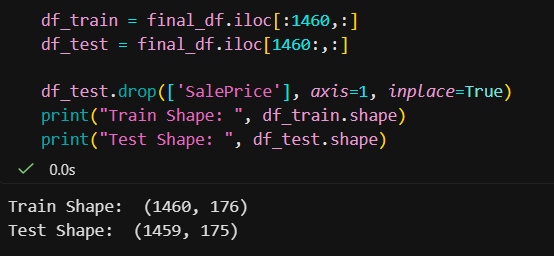 df_train = final_df.iloc[:1460,:]
df_test = final_df.iloc[1460:,:]
df_test.drop(['SalePrice'], axis=1, inplace=True)
print("Train Shape: ", df_train.shape)
print("Test Shape: ", df_test.shape)
0.0s
Train Shape:  (1460, 176)
Test Shape:  (1459, 175)